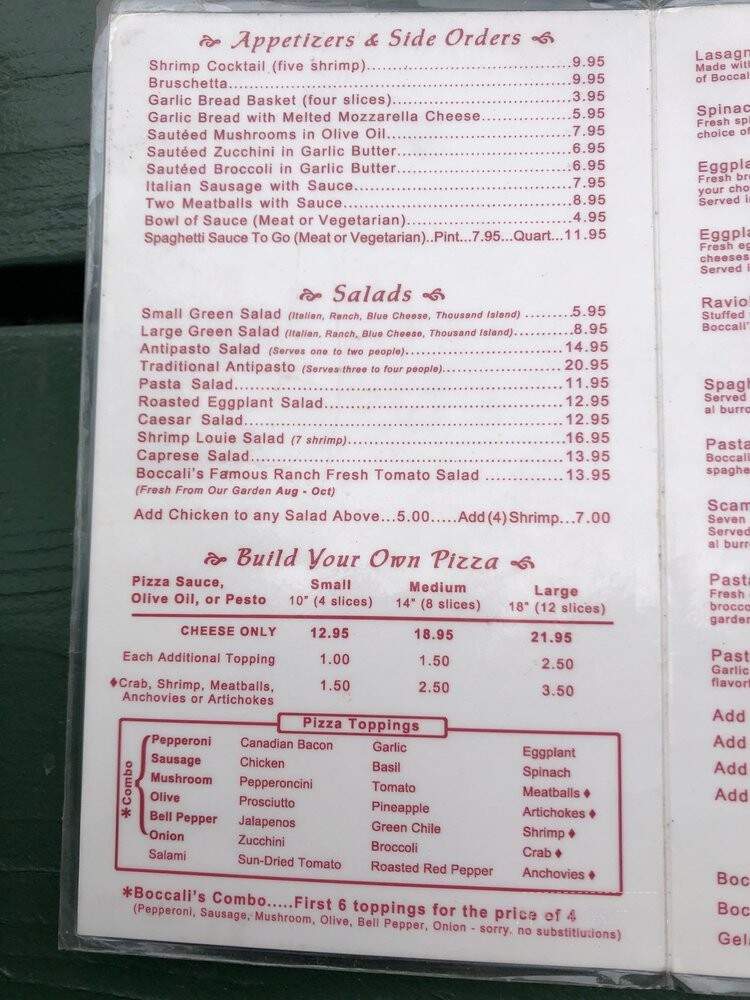 Appetizers & Side Orders
Shrimp Cocktail (five shrimp)....................................9.95
Bruschetta..............................................................9.95
Garlic Bread Basket (four slices)...............................3.95
Garlic Bread with Melted Mozzarella Cheese...............5.95
Sautéed Mushrooms in Olive Oil...............................7.95
Sautéed Zucchini in Garlic Butter.............................6.95
Sautéed Broccoli in Garlic Butter..............................6.95
Italian Sausage with Sauce.......................................7.95
Two Meatballs with Sauce........................................8.95
Bowl of Sauce (Meat or Vegetarian)...........................4.95
Spaghetti Sauce To Go (Meat or Vegetarian)..Pint...7.95...Quart...11.95
Salads
Small Green Salad (Italian, Ranch, Blue Cheese, Thousand Island) ........5.95
Large Green Salad (Italian, Ranch, Blue Cheese, Thousand Island)..........8.95
Antipasto Salad (Serves one to two people)...........................14.95
Traditional Antipasto (Serves three to four people)....................20.95
Pasta Salad.........................................................11.95
Roasted Eggplant Salad........................................12.95
Caesar Salad........................................................12.95
Shrimp Louie Salad (7 shrimp)....................................16.95
Caprese Salad.....................................................13.95
Boccali's Famous Ranch Fresh Tomato Salad .............13.95
(Fresh From Our Garden Aug - Oct)
Add Chicken to any Salad Above...5.00.....Add (4) Shrimp...7.00
Build Your Own Pizza
Pizza Sauce, Small Medium Large
Olive Oil, or Pesto 10" (4 slices) 14" (8 slices) 18" (12 slices)
CHEESE ONLY 12.95 18.95 21.95
Each Additional Topping 1.00 1.50 2.50
♦Crab, Shrimp, Meatballs, 1.50 2.50 3.50
Anchovies or Artichokes
Pizza Toppings
*Combo
Pepperoni Canadian Bacon Garlic Eggplant
Sausage Chicken Basil Spinach
Mushroom Pepperoncini Tomato Meatballs ♦
Olive Prosciutto Pineapple Artichokes ♦
Bell Pepper Jalapenos Green Chile Shrimp ♦
Onion Zucchini Broccoli Crab ♦
Salami Sun-Dried Tomato Roasted Red Pepper Anchovies ♦
*Boccali's Combo.....First 6 toppings for the price of 4
(Pepperoni, Sausage, Mushroom, Olive, Bell Pepper, Onion - sorry, no substitutions)
Made with
of Boccal
Fresh spi
choice of
Fresh br
your cho
Served i
Fresh eg
cheeses
Served i
Stuffed
Boccali'
Served
al burro
Pasta
Boccali
spaghe
Scam
Seven
Served
al burr
Past
Fresh
brocco
garden
Past
Garlic
flavor
Add
Add
Add
Add
Boc
Boc
Gel